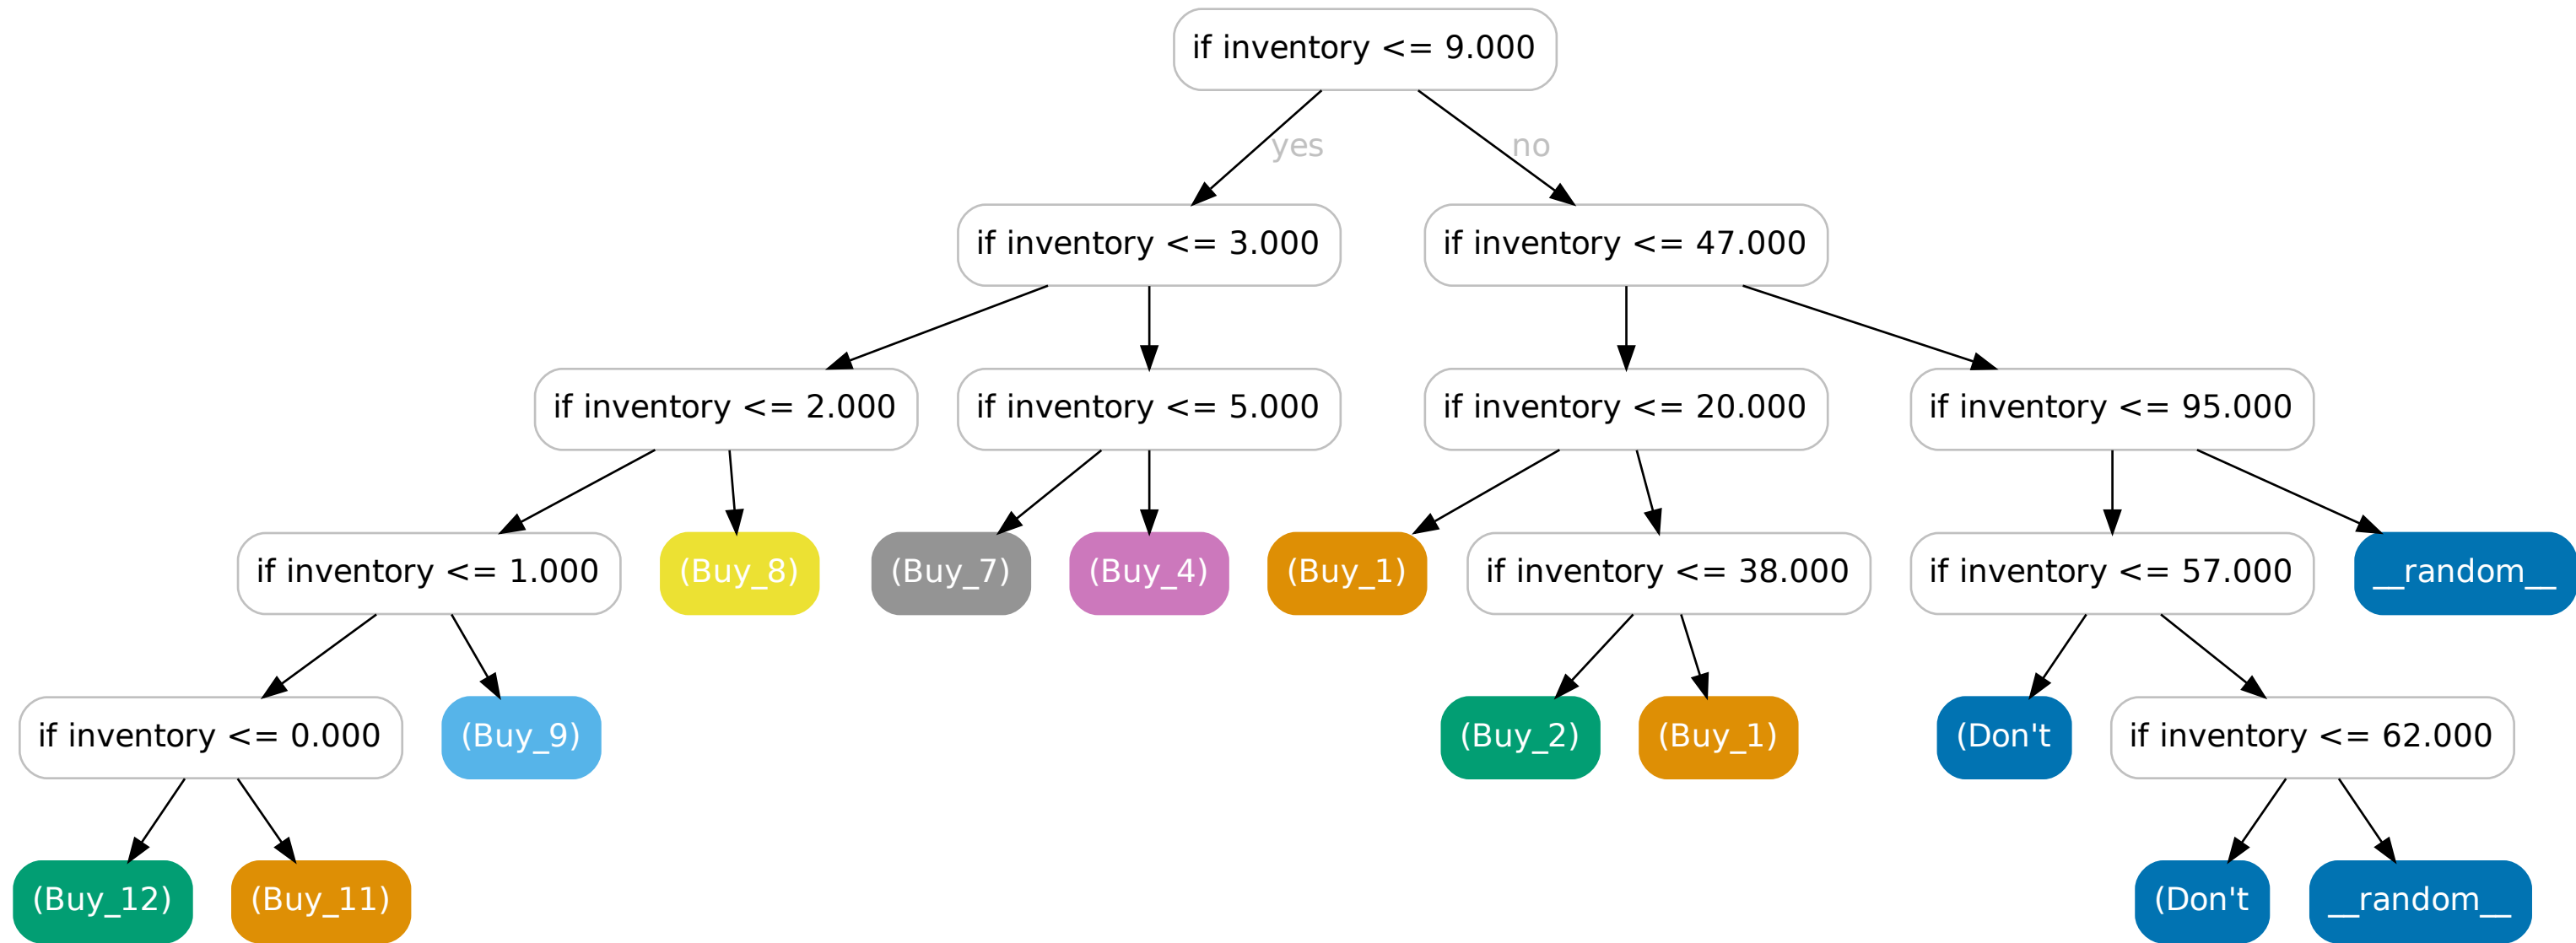 if inventory <= 9.000
yes
no
if inventory <= 3.000
if inventory <= 47.000
if inventory <= 2.000
if inventory <= 5.000
if inventory <= 20.000
if inventory <= 95.000
if inventory <= 1.000
(Buy_8)
(Buy_7)
(Buy_4)
(Buy_1)
if inventory <= 38.000
if inventory <= 57.000
__random__
if inventory <= 0.000
(Buy_9)
(Buy_2)
(Buy_1)
(Don't
if inventory <= 62.000
(Buy_12)
(Buy_11)
(Don't
__random__